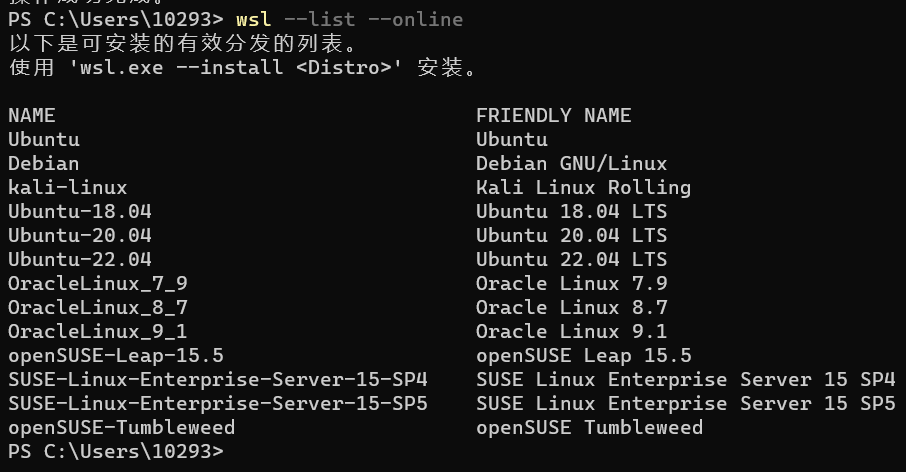 PS C:\Users\10293> wsl --list --online
以下是可安装的有效分发的列表。
使用 'wsl.exe --install <Distro>' 安装。
NAME FRIENDLY NAME
Ubuntu Ubuntu
Debian Debian GNU/Linux
kali-linux Kali Linux Rolling
Ubuntu-18.04 Ubuntu 18.04 LTS
Ubuntu-20.04 Ubuntu 20.04 LTS
Ubuntu-22.04 Ubuntu 22.04 LTS
OracleLinux_7_9 Oracle Linux 7.9
OracleLinux_8_7 Oracle Linux 8.7
OracleLinux_9_1 Oracle Linux 9.1
openSUSE-Leap-15.5 openSUSE Leap 15.5
SUSE-Linux-Enterprise-Server-15-SP4 SUSE Linux Enterprise Server 15 SP4
SUSE-Linux-Enterprise-Server-15-SP5 SUSE Linux Enterprise Server 15 SP5
openSUSE-Tumbleweed openSUSE Tumbleweed
PS C:\Users\10293>